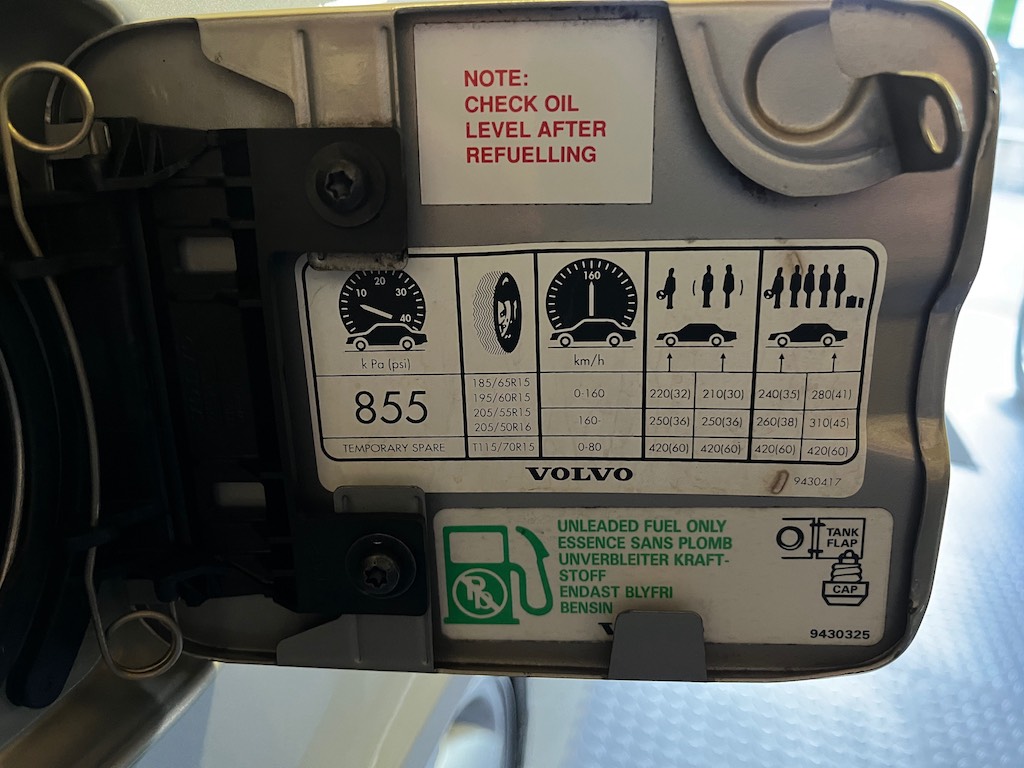 NOTE:
CHECK OIL
LEVEL AFTER
REFUELLING
10 20 30 40
160
k Pa (psi)
km/h
855
185/65R15
195/60R15
205/55R15
205/50R16
0-160
220(32) 210(30) 240(35) 280(41)
160-
250(36) 250(36) 260(38) 310(45)
TEMPORARY SPARE T115/70R15 0-80 420(60) 420(60) 420(60) 420(60)
VOLVO
9430417
UNLEADED FUEL ONLY
ESSENCE SANS PLOMB
UNVERBLEITER KRAFT-
STOFF
ENDAST BLYFRI
BENSIN
Pb
TANK
FLAP
CAP
9430325